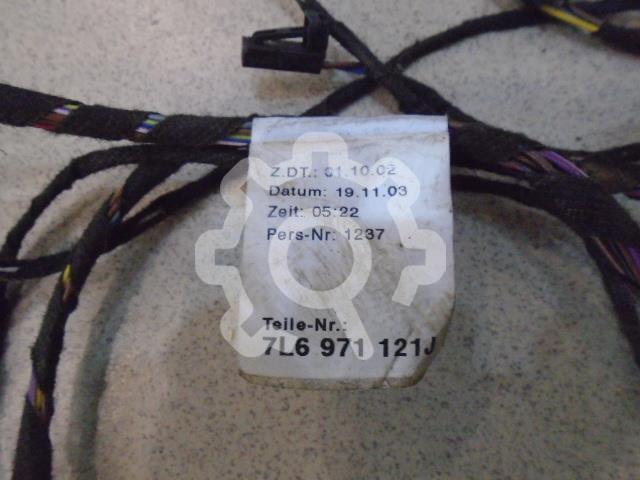 Z.DT.: 01.10.02
Datum: 19.11.03
Zeit: 05:22
Pers-Nr: 1237
Teile-Nr.:
7L6 971 121J